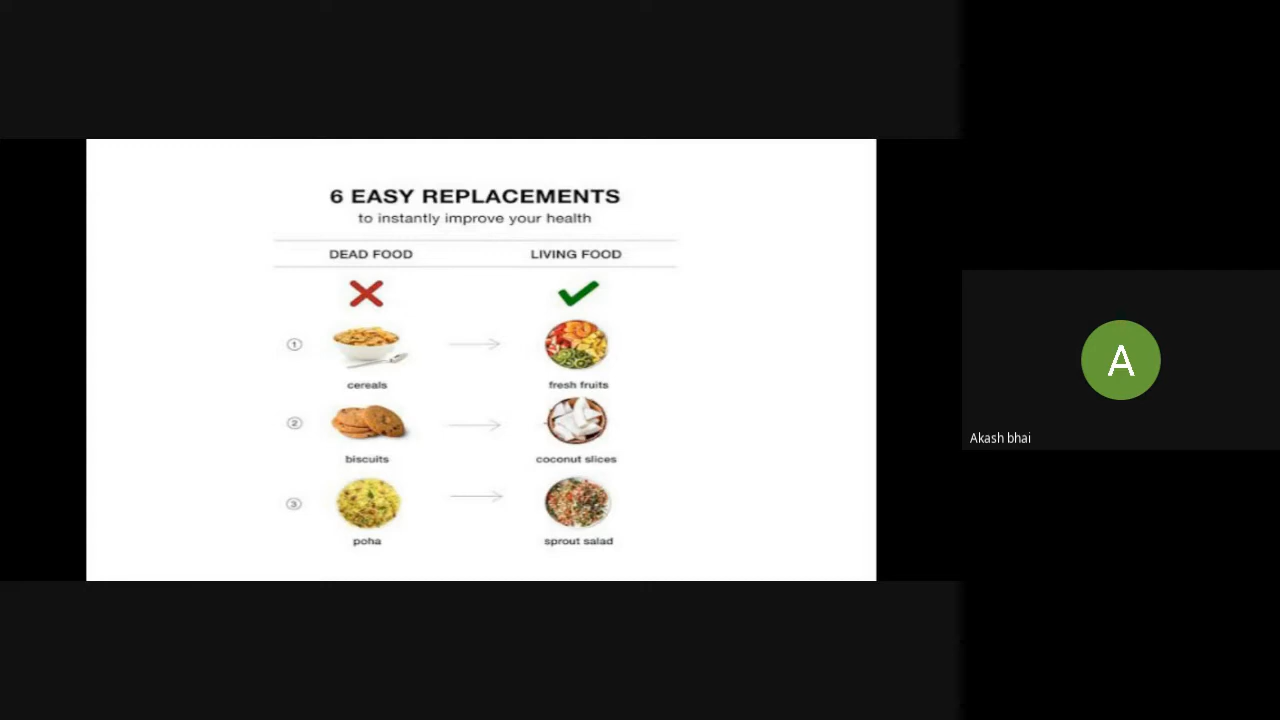 6 EASY REPLACEMENTS
to instantly improve your health
DEAD FOOD LIVING FOOD
1
cereals fresh fruits
2
biscuits coconut slices
3
poha sprout salad
A
Akash bhai